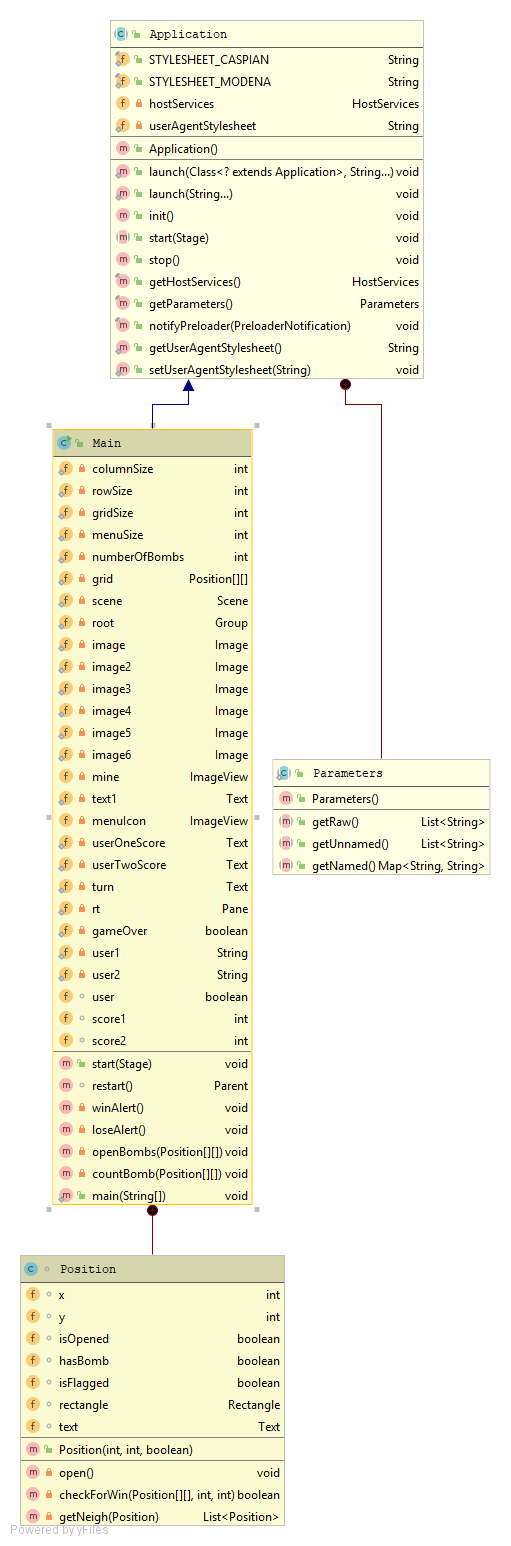 Application
STYLESHEET_CASPIAN String
STYLESHEET_MODENA String
hostServices HostServices
userAgentStylesheet String
Application()
launch(Class<? extends Application>, String...) void
launch(String...) void
init() void
start(Stage) void
stop() void
getHostServices() HostServices
getParameters() Parameters
notifyPreloader(PreloaderNotification) void
getUserAgentStylesheet() String
setUserAgentStylesheet(String) void
Main
columnSize int
rowSize int
gridSize int
menuSize int
numberOfBombs int
grid Position[][]
scene Scene
root Group
image Image
image2 Image
image3 Image
image4 Image
image5 Image
image6 Image
mine ImageView
text1 Text
menuIcon ImageView
userOneScore Text
userTwoScore Text
turn Text
rt Pane
gameOver boolean
user1 String
user2 String
user boolean
score1 int
score2 int
start(Stage) void
restart() Parent
winAlert() void
loseAlert() void
openBombs(Position[][]) void
countBomb(Position[][]) void
main(String[]) void
Parameters
Parameters()
getRaw() List<String>
getUnnamed() List<String>
getNamed() Map<String, String>
Position
x int
y int
isOpened boolean
hasBomb boolean
isFlagged boolean
rectangle Rectangle
text Text
Position(int, int, boolean)
open() void
checkForWin(Position[][], int, int) boolean
getNeigh(Position) List<Position>
Powered by yFiles